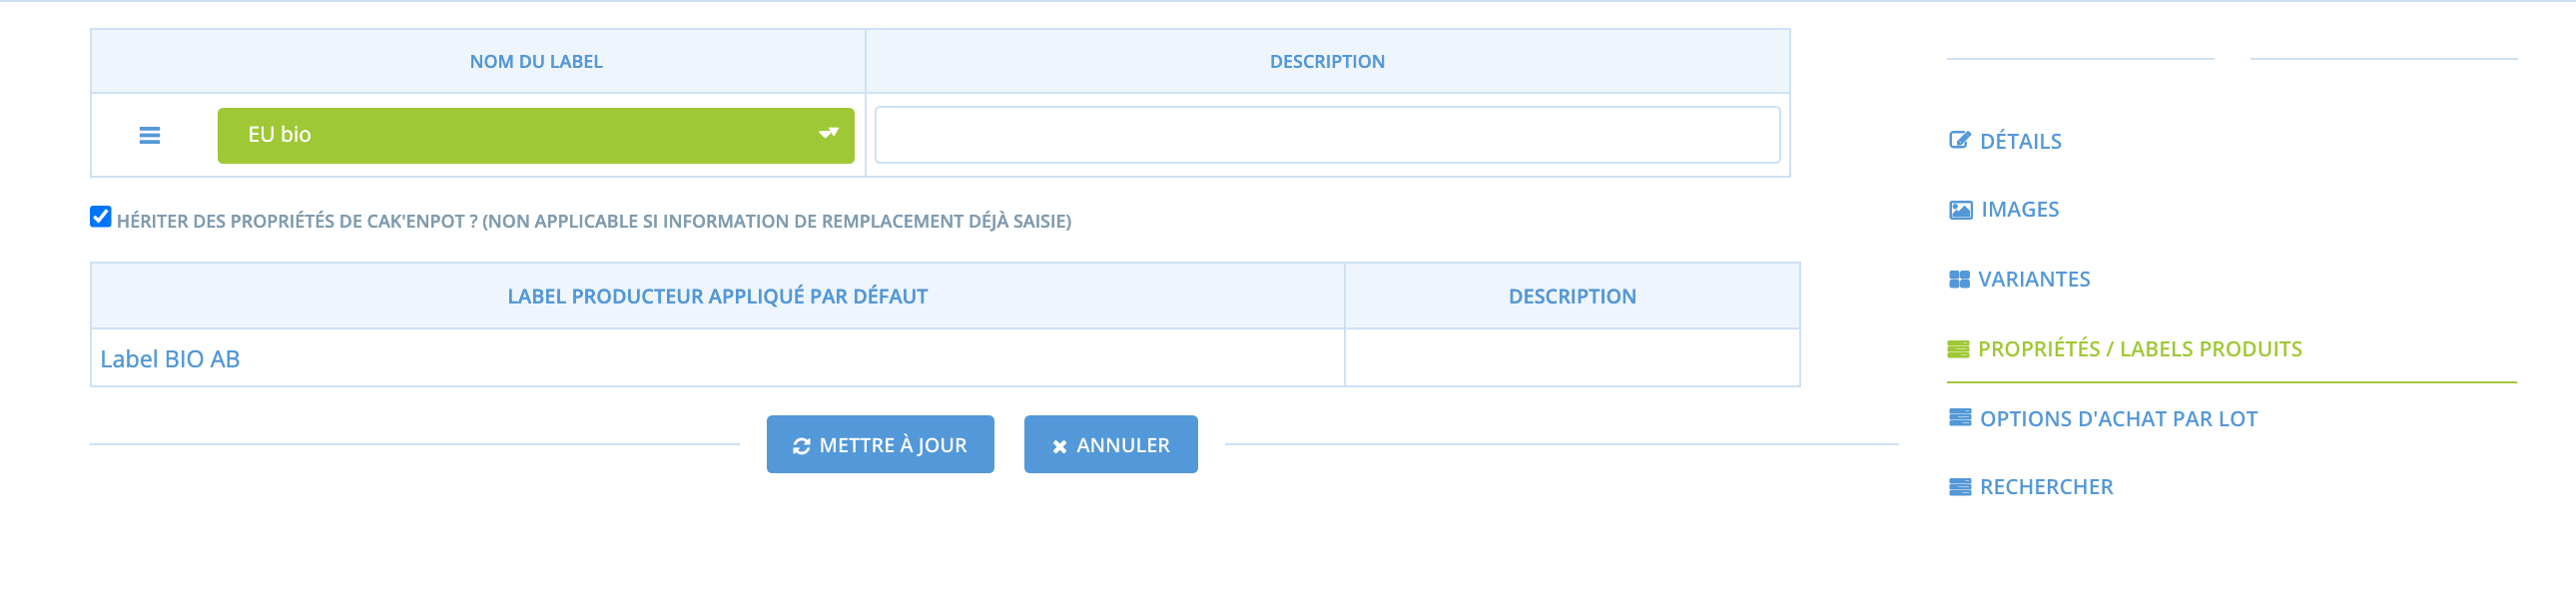 NOM DU LABEL
DESCRIPTION
EU bio
HÉRITER DES PROPRIÉTÉS DE CAK'ENPOT ? (NON APPLICABLE SI INFORMATION DE REMPLACEMENT DÉJÀ SAISIE)
LABEL PRODUCTEUR APPLIQUÉ PAR DÉFAUT
DESCRIPTION
Label BIO AB
METTRE À JOUR
ANNULER
DÉTAILS
IMAGES
VARIANTES
PROPRIÉTÉS / LABELS PRODUITS
OPTIONS D'ACHAT PAR LOT
RECHERCHER